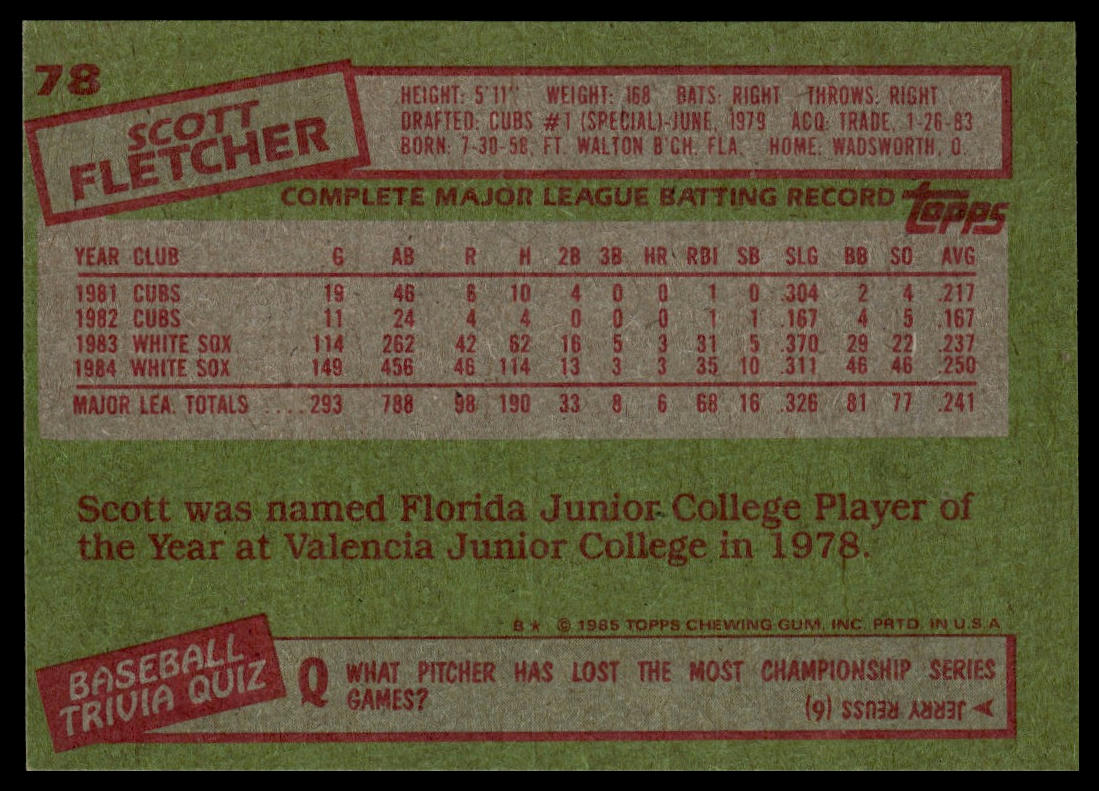 78
SCOTT
FLETCHER
HEIGHT: 5'11" WEIGHT: 168 BATS: RIGHT THROWS: RIGHT
DRAFTED: CUBS #1 (SPECIAL)-JUNE, 1979 ACQ: TRADE, 1-26-83
BORN: 7-30-58, FT. WALTON B'CH. FLA. HOME: WADSWORTH, O.
COMPLETE MAJOR LEAGUE BATTING RECORD
topps
YEAR CLUB G AB R H 2B 3B HR RBI SB SLG BB SO AVG
1981 CUBS 19 46 6 10 4 0 0 1 0 .304 2 4 .217
1982 CUBS 11 24 4 4 0 0 0 1 1 .167 4 5 .167
1983 WHITE SOX 114 262 42 62 16 5 3 31 5 .370 29 22 .237
1984 WHITE SOX 149 456 46 114 13 3 3 35 10 .311 46 46 .250
MAJOR LEA. TOTALS ....293 788 98 190 33 8 6 68 16 .326 81 77 .241
Scott was named Florida Junior College Player of
the Year at Valencia Junior College in 1978.
B★ © 1985 TOPPS CHEWING GUM, INC. PRTD. IN U.S.A
BASEBALL
TRIVIA QUIZ
Q WHAT PITCHER HAS LOST THE MOST CHAMPIONSHIP SERIES
GAMES?
➤ JERRY REUSS (6)